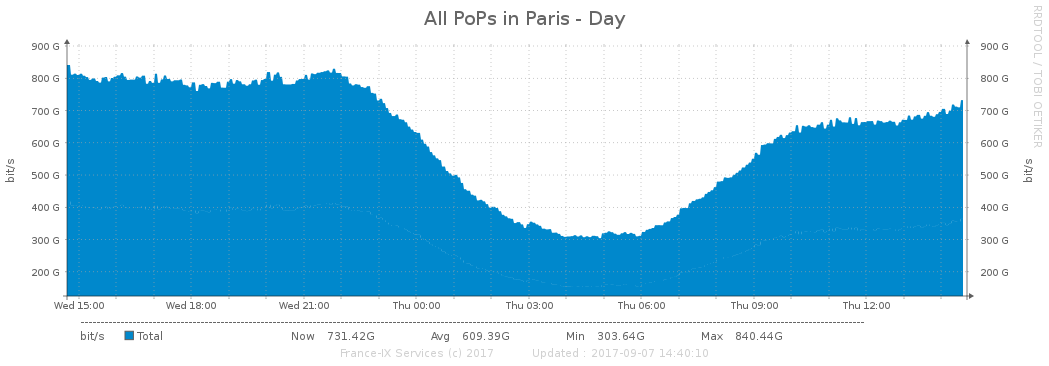 All PoPs in Paris - Day
RRDTOOL / TOBI OETIKER
900 G 900 G
800 G 800 G
700 G 700 G
600 G 600 G
500 G 500 G
400 G 400 G
300 G 300 G
200 G 200 G
bit/s
bit/s
Wed 15:00 Wed 18:00 Wed 21:00 Thu 00:00 Thu 03:00 Thu 06:00 Thu 09:00 Thu 12:00
bit/s Total Now 731.42G Avg 609.39G Min 303.64G Max 840.44G
France-IX Services (c) 2017 Updated : 2017-09-07 14:40:10